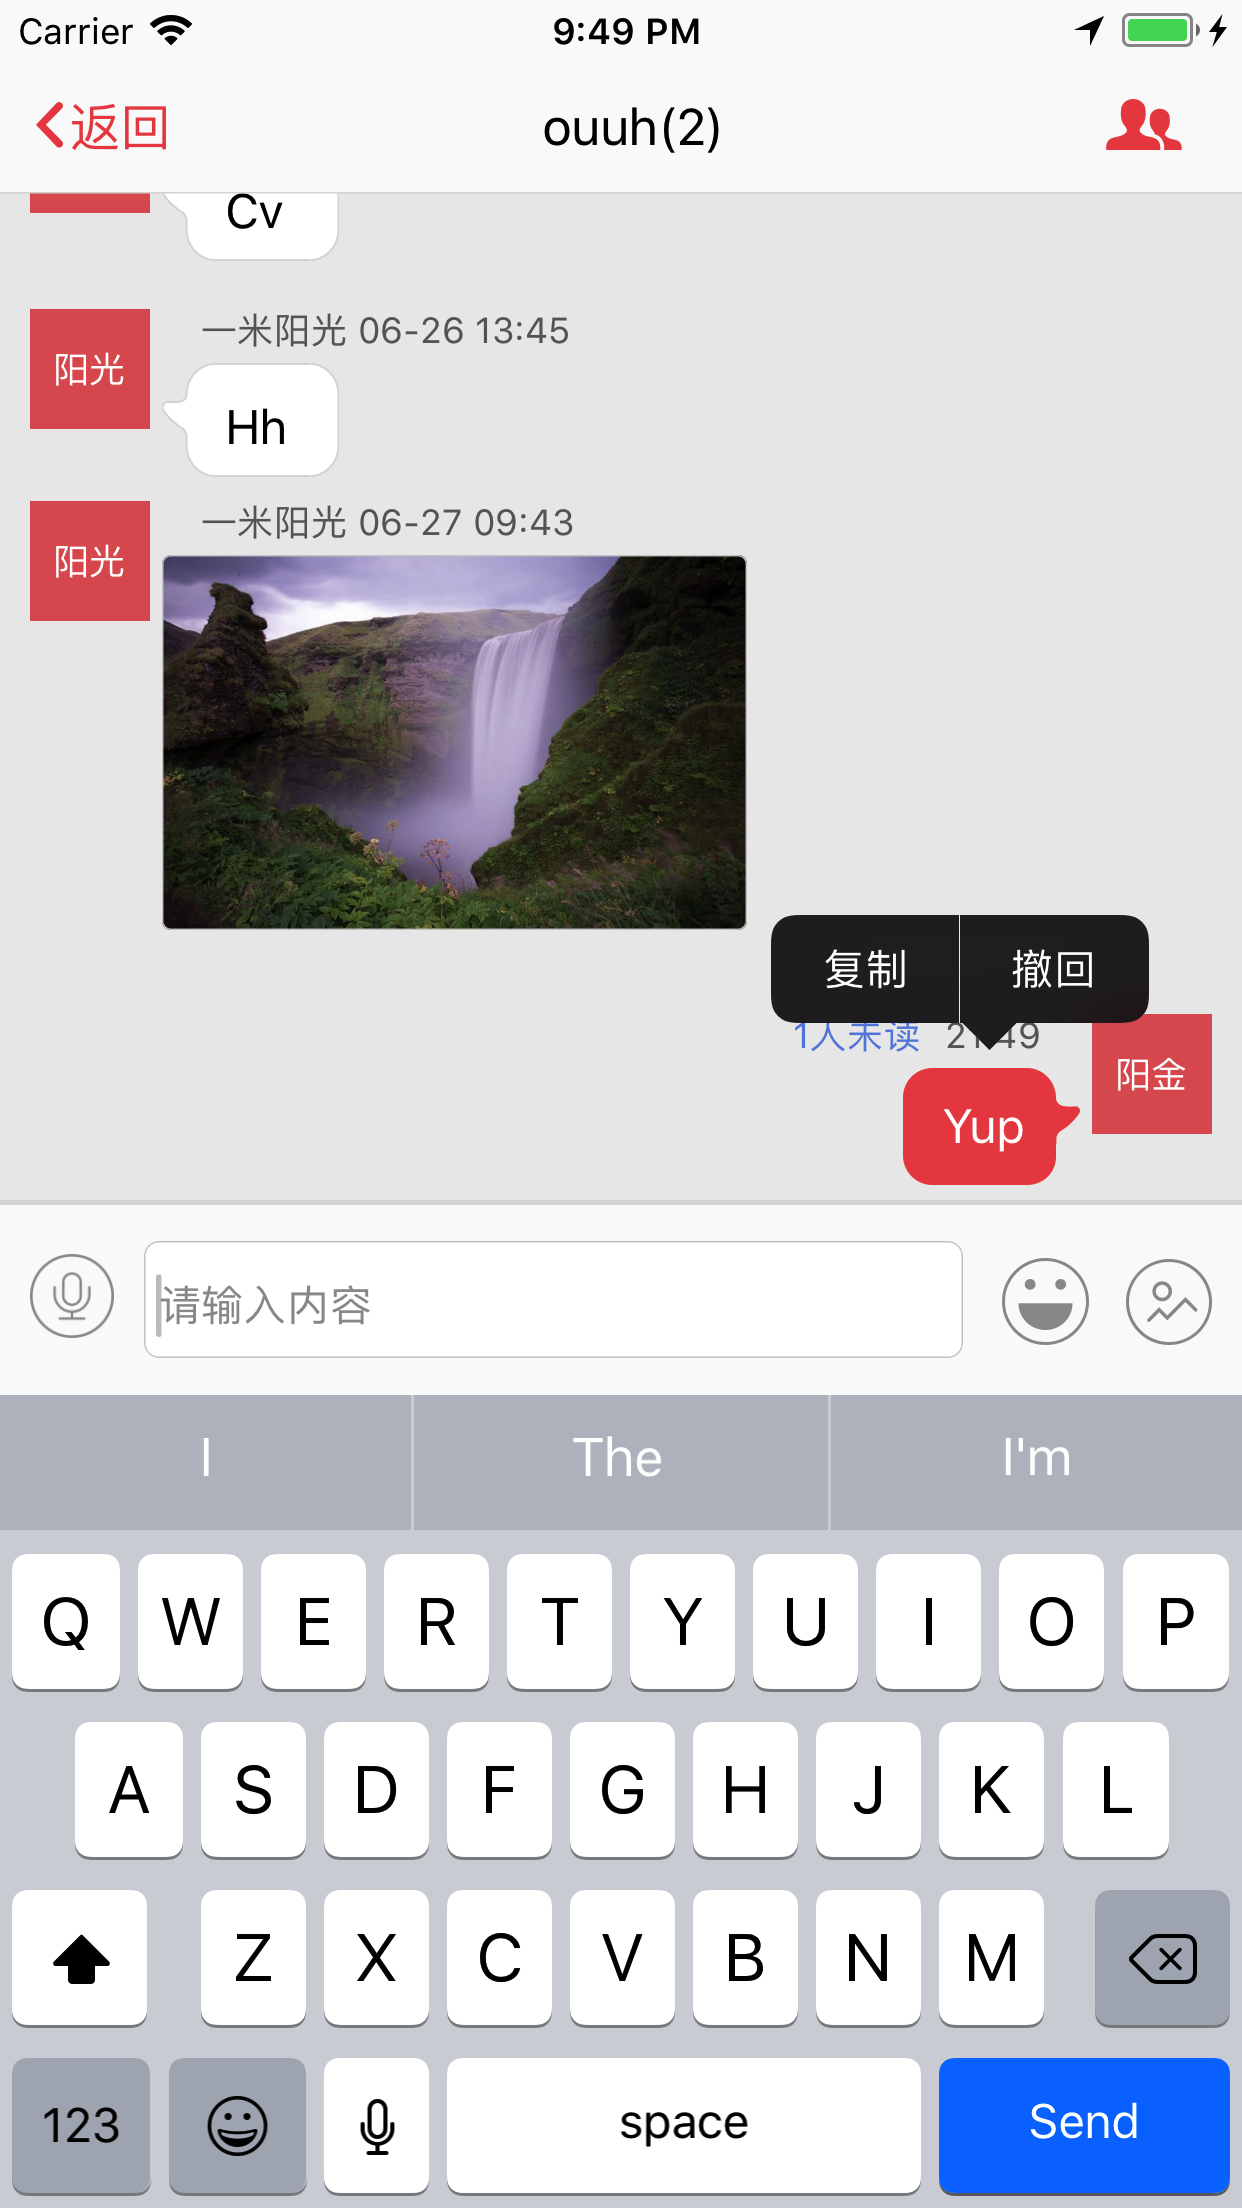 Carrier 9:49 PM
返回 ouuh(2)
Cv
一米阳光 06-26 13:45
阳光
Hh
一米阳光 06-27 09:43
阳光
复制 撤回
1人未读 21:49
阳金
Yup
请输入内容
I The I'm
Q W E R T Y U I O P
A S D F G H J K L
Z X C V B N M
123 space Send